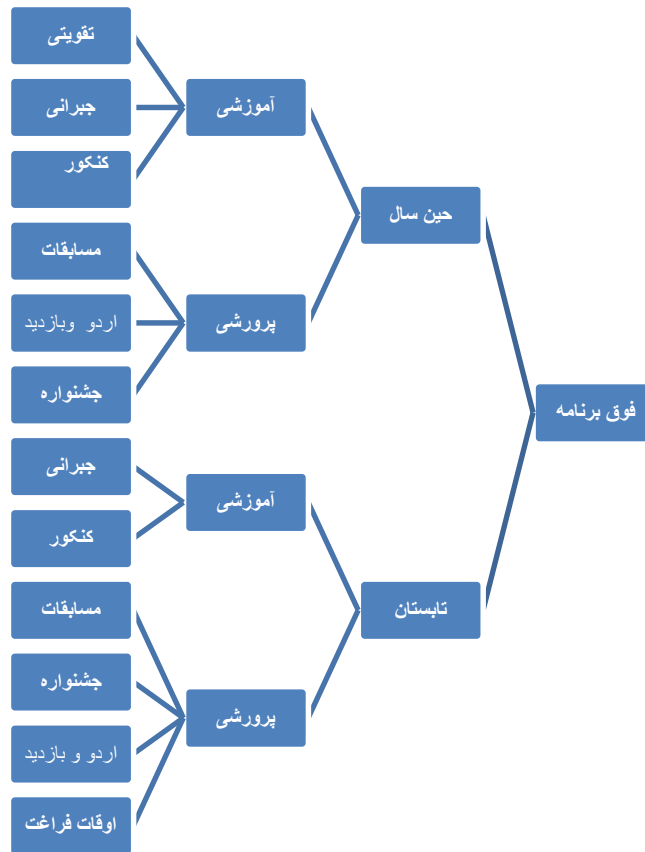 فوق برنامه
حین سال
آموزشی
تقویتی
جبرانی
کنکور
پرورشی
مسابقات
اردو وبازدید
جشنواره
تابستان
آموزشی
جبرانی
کنکور
پرورشی
مسابقات
جشنواره
اردو و بازدید
اوقات فراغت